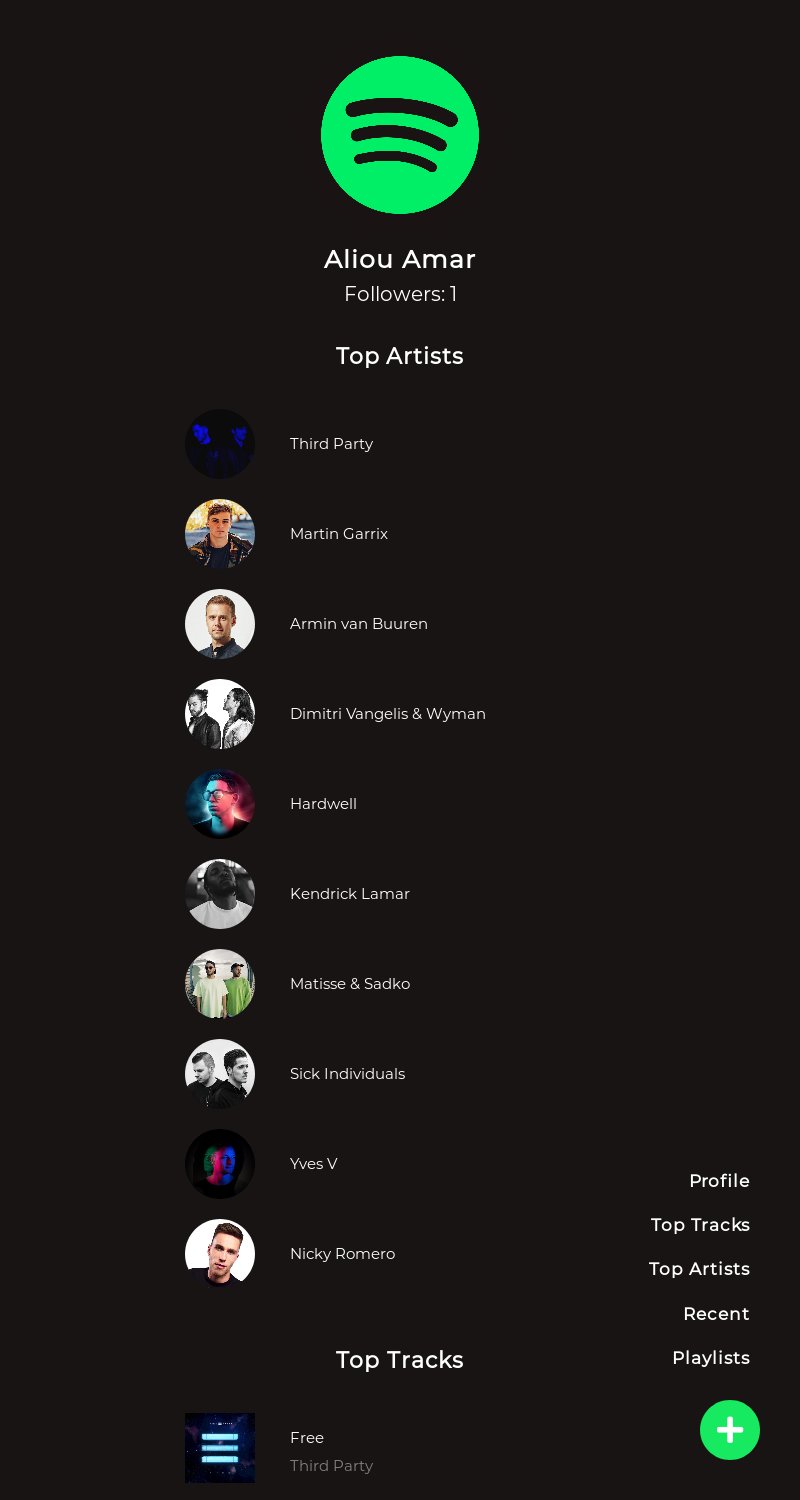 Aliou Amar
Followers: 1
Top Artists
Third Party
Martin Garrix
Armin van Buuren
Dimitri Vangelis & Wyman
Hardwell
Kendrick Lamar
Matisse & Sadko
Sick Individuals
Yves V
Nicky Romero
Profile
Top Tracks
Top Artists
Recent
Playlists
Top Tracks
Free
Third Party